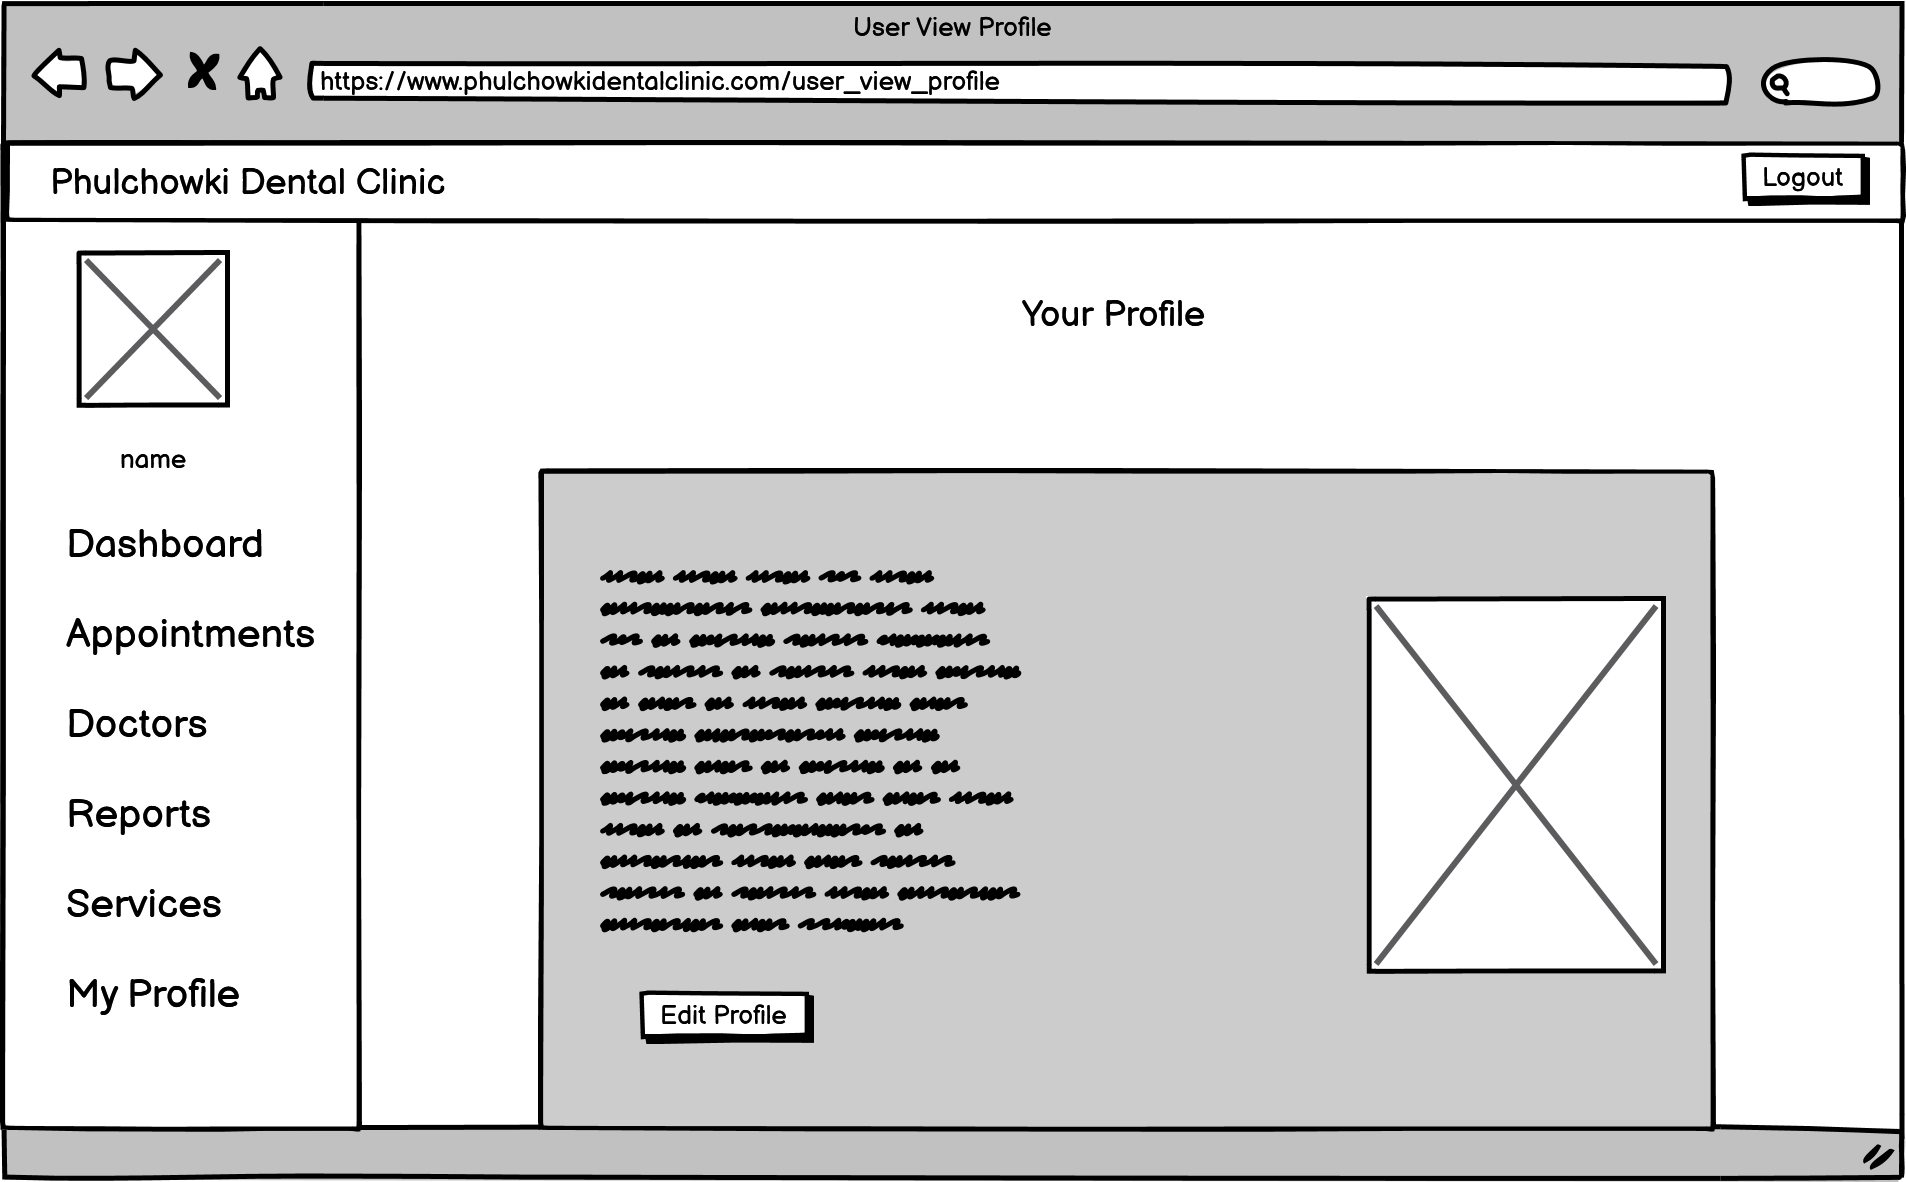 User View Profile
https://www.phulchowkidentalclinic.com/user_view_profile
Phulchowki Dental Clinic
Logout
name
Dashboard
Appointments
Doctors
Reports
Services
My Profile
Your Profile
Edit Profile